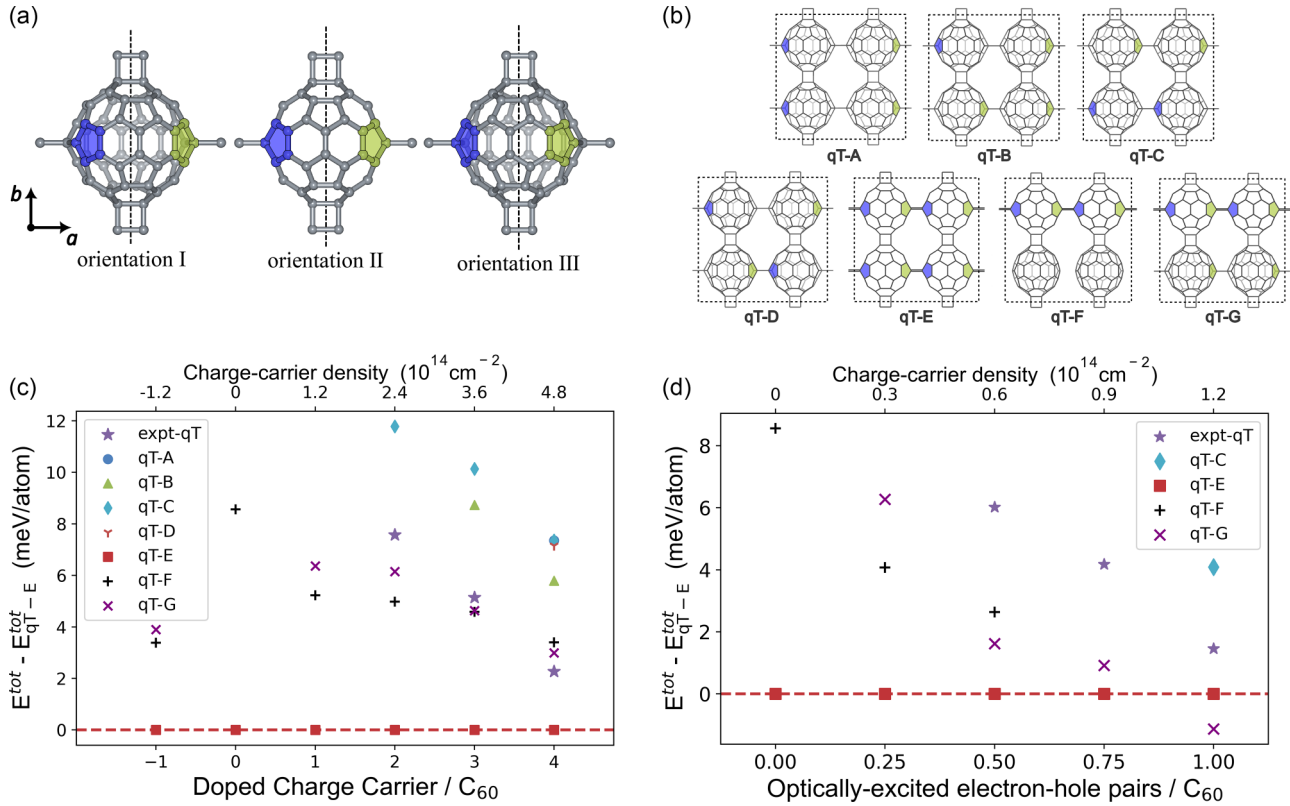 (a)
b
a
orientation I
orientation II
orientation III
(b)
qT-A
qT-B
qT-C
qT-D
qT-E
qT-F
qT-G
(c)
Charge-carrier density (10^14 cm^−2)
-1.2 0 1.2 2.4 3.6 4.8
E^tot - E^tot_qT−E (meV/atom)
12
10
8
6
4
2
0
expt-qT
qT-A
qT-B
qT-C
qT-D
qT-E
qT-F
qT-G
−1 0 1 2 3 4
Doped Charge Carrier / C60
(d)
Charge-carrier density (10^14 cm^−2)
0 0.3 0.6 0.9 1.2
E^tot - E^tot_qT−E (meV/atom)
8
6
4
2
0
expt-qT
qT-C
qT-E
qT-F
qT-G
0.00 0.25 0.50 0.75 1.00
Optically-excited electron-hole pairs / C60